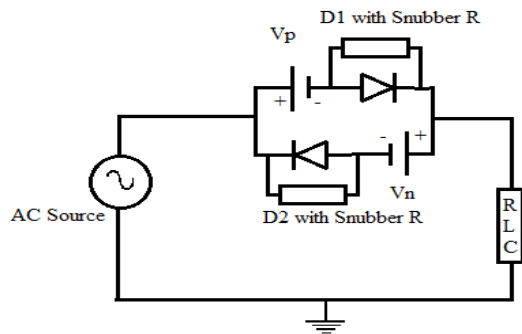 D1 with Snubber R
Vp
+ -
- +
AC Source
D2 with Snubber R
Vn
R
L
C